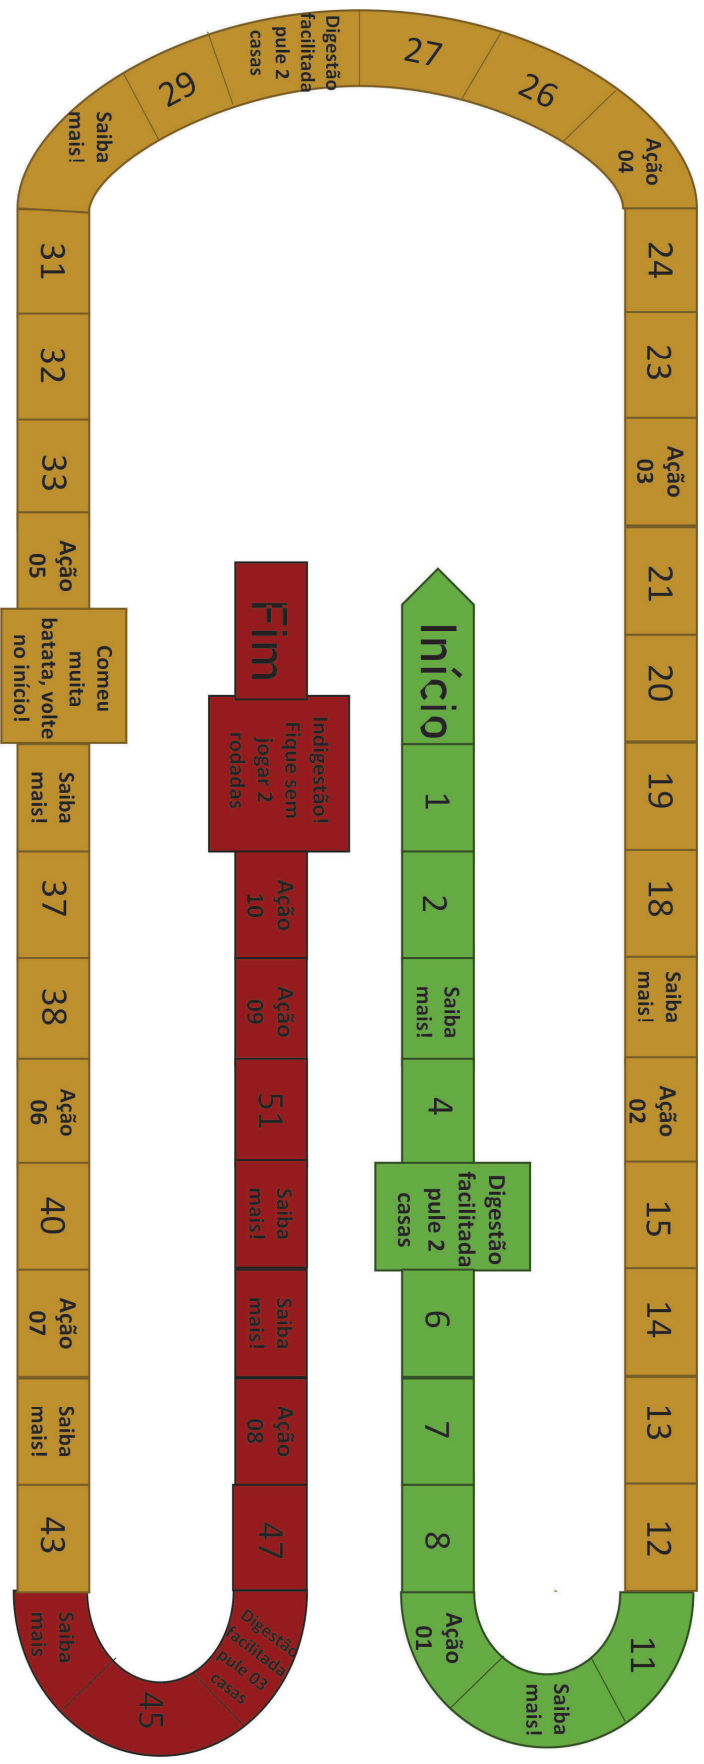 Início
1
2
Saiba
mais!
4
Digestão
facilitada
pule 2
casas
6
7
8
Ação
01
Saiba
mais!
11
12
13
14
15
Ação
02
Saiba
mais!
18
19
20
21
Ação
03
23
24
Ação
04
26
27
Digestão
facilitada
pule 2
casas
29
Saiba
mais!
31
32
33
Ação
05
Comeu
muita
batata, volte
no início!
Saiba
mais!
37
38
Ação
06
40
Ação
07
Saiba
mais!
43
Saiba
mais
45
Digestão
facilitada
pule 03
casas
47
Ação
08
Saiba
mais!
Saiba
mais!
51
Ação
09
Ação
10
Indigestão!
Fique sem
jogar 2
rodadas
Fim